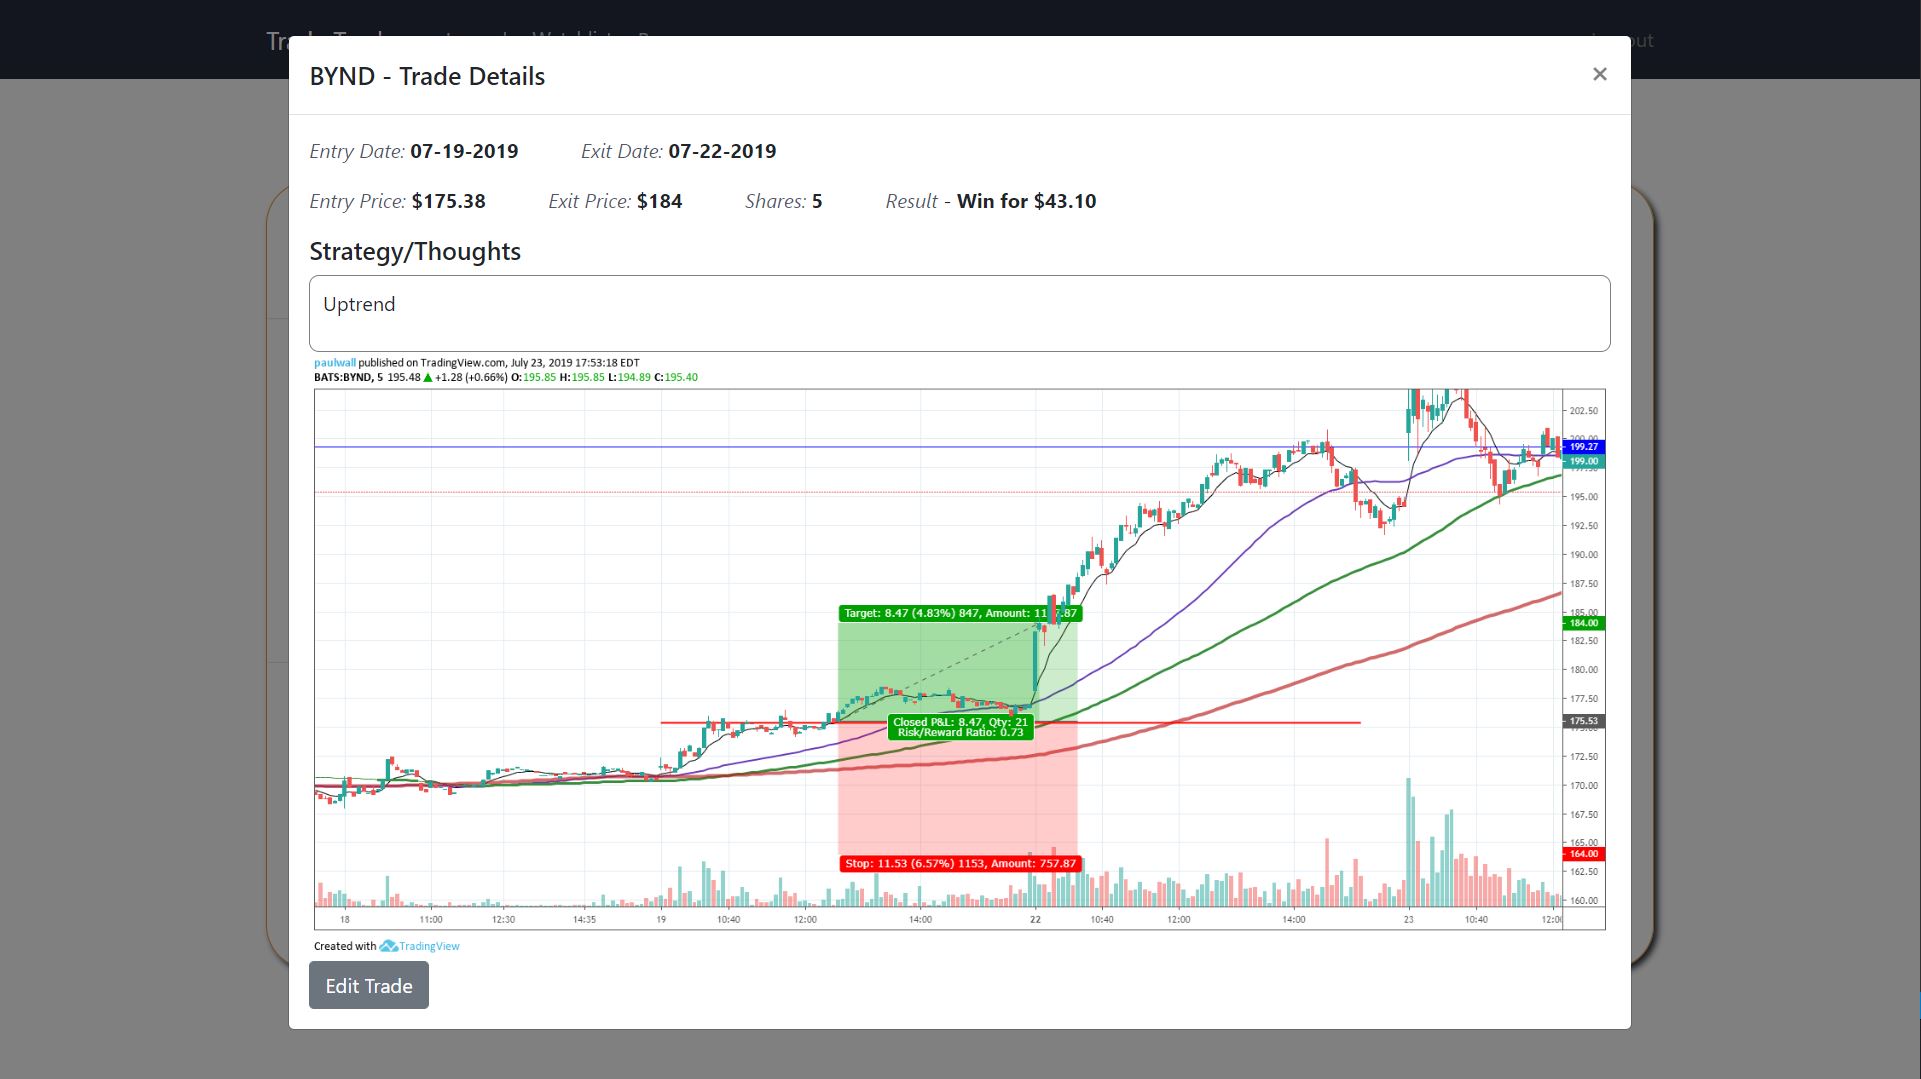 BYND - Trade Details
×
Entry Date: 07-19-2019 Exit Date: 07-22-2019
Entry Price: $175.38 Exit Price: $184 Shares: 5 Result - Win for $43.10
Strategy/Thoughts
Uptrend
paulwall published on TradingView.com, July 23, 2019 17:53:18 EDT
BATS:BYND, 5 195.48 ▲ +1.28 (+0.66%) O:195.85 H:195.85 L:194.89 C:195.40
202.50
200.00
199.27
199.00
197.50
195.00
192.50
190.00
187.50
185.00
184.00
182.50
180.00
177.50
175.53
175.00
172.50
170.00
167.50
165.00
164.00
162.50
160.00
Target: 8.47 (4.83%) 847, Amount:
Closed P&L: 8.47, Qty: 21
Risk/Reward Ratio: 0.73
Stop: 11.53 (6.57%) 1153, Amount: 757.87
18 11:00 12:30 14:35 19 10:40 12:00 14:00 22 10:40 12:00 14:00 23 10:40 12:00
Created with TradingView
Edit Trade